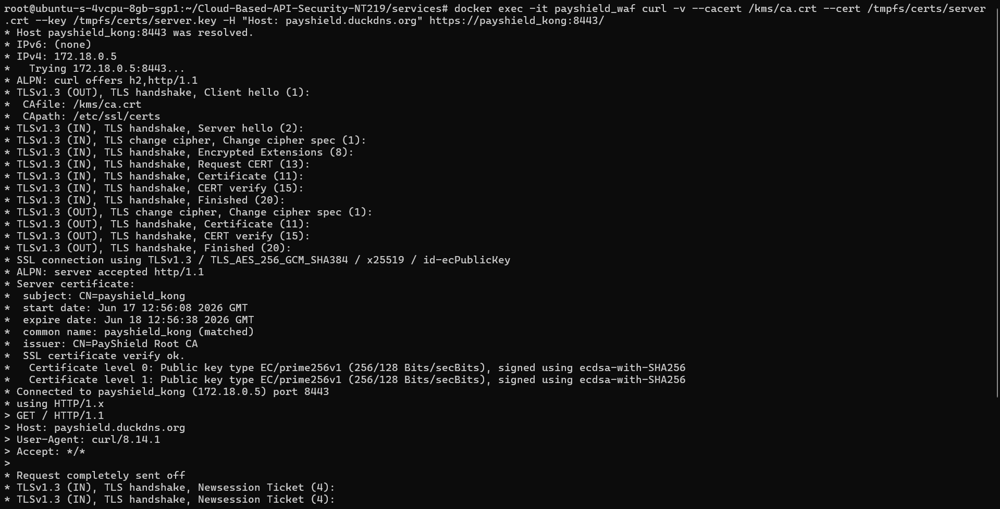 root@ubuntu-s-4vcpu-8gb-sgp1:~/Cloud-Based-API-Security-NT219/services# docker exec -it payshield_waf curl -v --cacert /kms/ca.crt --cert /tmpfs/certs/server
.crt --key /tmpfs/certs/server.key -H "Host: payshield.duckdns.org" https://payshield_kong:8443/
* Host payshield_kong:8443 was resolved.
* IPv6: (none)
* IPv4: 172.18.0.5
*   Trying 172.18.0.5:8443...
* ALPN: curl offers h2,http/1.1
* TLSv1.3 (OUT), TLS handshake, Client hello (1):
*  CAfile: /kms/ca.crt
*  CApath: /etc/ssl/certs
* TLSv1.3 (IN), TLS handshake, Server hello (2):
* TLSv1.3 (IN), TLS change cipher, Change cipher spec (1):
* TLSv1.3 (IN), TLS handshake, Encrypted Extensions (8):
* TLSv1.3 (IN), TLS handshake, Request CERT (13):
* TLSv1.3 (IN), TLS handshake, Certificate (11):
* TLSv1.3 (IN), TLS handshake, CERT verify (15):
* TLSv1.3 (IN), TLS handshake, Finished (20):
* TLSv1.3 (OUT), TLS change cipher, Change cipher spec (1):
* TLSv1.3 (OUT), TLS handshake, Certificate (11):
* TLSv1.3 (OUT), TLS handshake, CERT verify (15):
* TLSv1.3 (OUT), TLS handshake, Finished (20):
* SSL connection using TLSv1.3 / TLS_AES_256_GCM_SHA384 / x25519 / id-ecPublicKey
* ALPN: server accepted http/1.1
* Server certificate:
*  subject: CN=payshield_kong
*  start date: Jun 17 12:56:08 2026 GMT
*  expire date: Jun 18 12:56:38 2026 GMT
*  common name: payshield_kong (matched)
*  issuer: CN=PayShield Root CA
*  SSL certificate verify ok.
*   Certificate level 0: Public key type EC/prime256v1 (256/128 Bits/secBits), signed using ecdsa-with-SHA256
*   Certificate level 1: Public key type EC/prime256v1 (256/128 Bits/secBits), signed using ecdsa-with-SHA256
* Connected to payshield_kong (172.18.0.5) port 8443
* using HTTP/1.x
> GET / HTTP/1.1
> Host: payshield.duckdns.org
> User-Agent: curl/8.14.1
> Accept: */*
>
* Request completely sent off
* TLSv1.3 (IN), TLS handshake, Newsession Ticket (4):
* TLSv1.3 (IN), TLS handshake, Newsession Ticket (4):